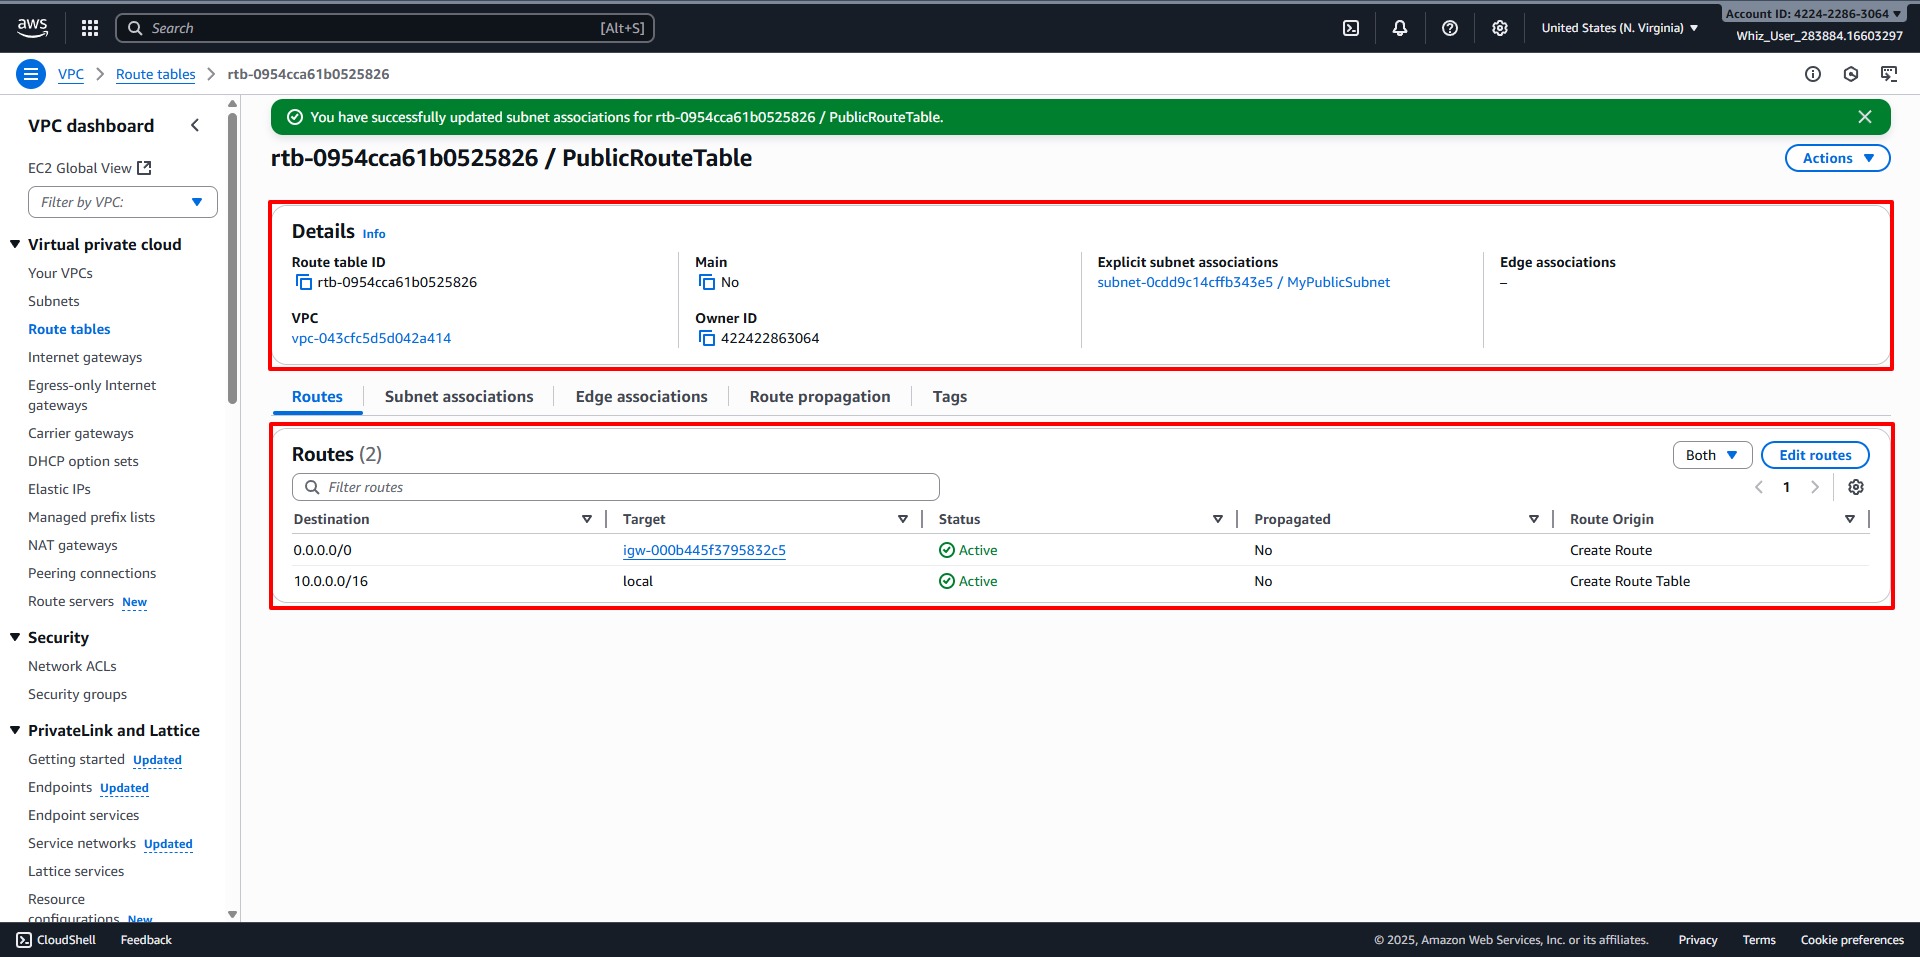 aws
Search [Alt+S]
United States (N. Virginia)
Account ID: 4224-2286-3064
Whiz_User_283884.16603297
VPC > Route tables > rtb-0954cca61b0525826
VPC dashboard
EC2 Global View
Filter by VPC:
Virtual private cloud
Your VPCs
Subnets
Route tables
Internet gateways
Egress-only Internet
gateways
Carrier gateways
DHCP option sets
Elastic IPs
Managed prefix lists
NAT gateways
Peering connections
Route servers New
Security
Network ACLs
Security groups
PrivateLink and Lattice
Getting started Updated
Endpoints Updated
Endpoint services
Service networks Updated
Lattice services
Resource
configurations New
You have successfully updated subnet associations for rtb-0954cca61b0525826 / PublicRouteTable.
rtb-0954cca61b0525826 / PublicRouteTable
Actions
Details Info
Route table ID
rtb-0954cca61b0525826
VPC
vpc-043cfc5d5d042a414
Main
No
Owner ID
422422863064
Explicit subnet associations
subnet-0cdd9c14cffb343e5 / MyPublicSubnet
Edge associations
–
Routes Subnet associations Edge associations Route propagation Tags
Routes (2)
Both Edit routes
Filter routes
1
Destination Target Status Propagated Route Origin
0.0.0.0/0 igw-000b445f3795832c5 Active No Create Route
10.0.0.0/16 local Active No Create Route Table
CloudShell Feedback © 2025, Amazon Web Services, Inc. or its affiliates. Privacy Terms Cookie preferences